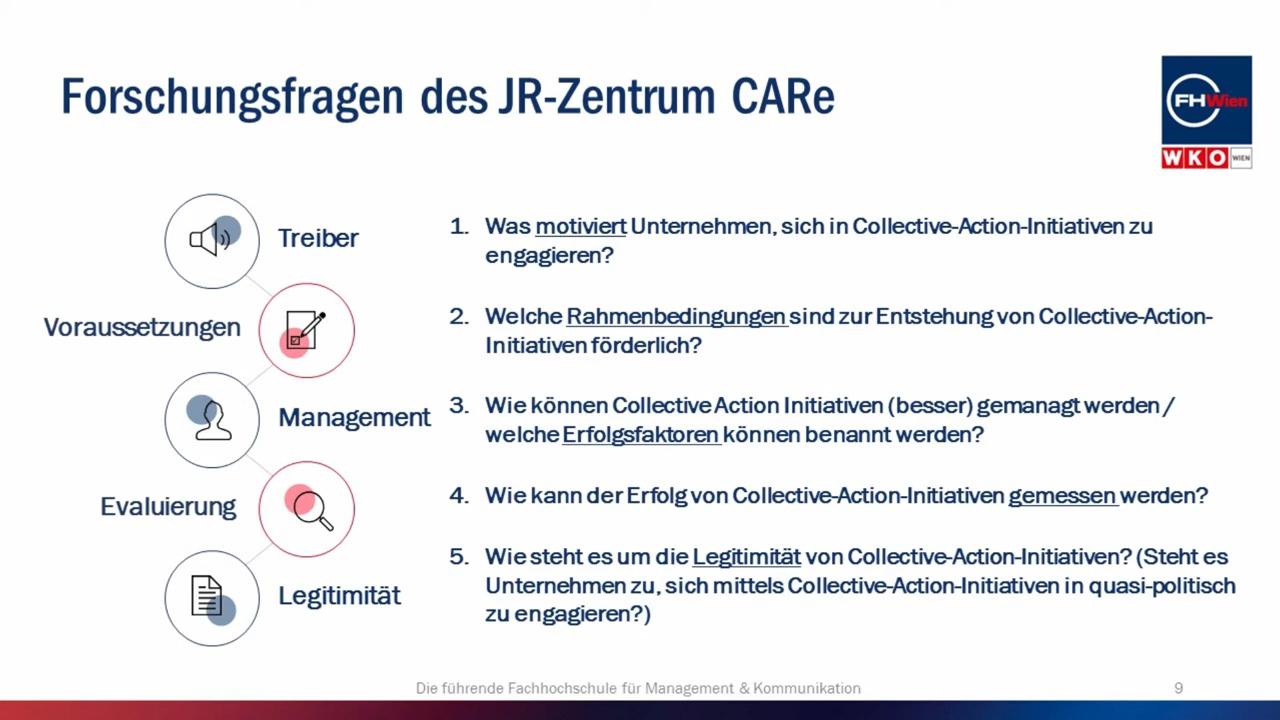 Forschungsfragen des JR-Zentrum CARe
FHWien
WKO WIEN
Treiber
Voraussetzungen
Management
Evaluierung
Legitimität
1. Was motiviert Unternehmen, sich in Collective-Action-Initiativen zu
engagieren?
2. Welche Rahmenbedingungen sind zur Entstehung von Collective-Action-
Initiativen förderlich?
3. Wie können Collective Action Initiativen (besser) gemanagt werden /
welche Erfolgsfaktoren können benannt werden?
4. Wie kann der Erfolg von Collective-Action-Initiativen gemessen werden?
5. Wie steht es um die Legitimität von Collective-Action-Initiativen? (Steht es
Unternehmen zu, sich mittels Collective-Action-Initiativen in quasi-politisch
zu engagieren?)
Die führende Fachhochschule für Management & Kommunikation
9